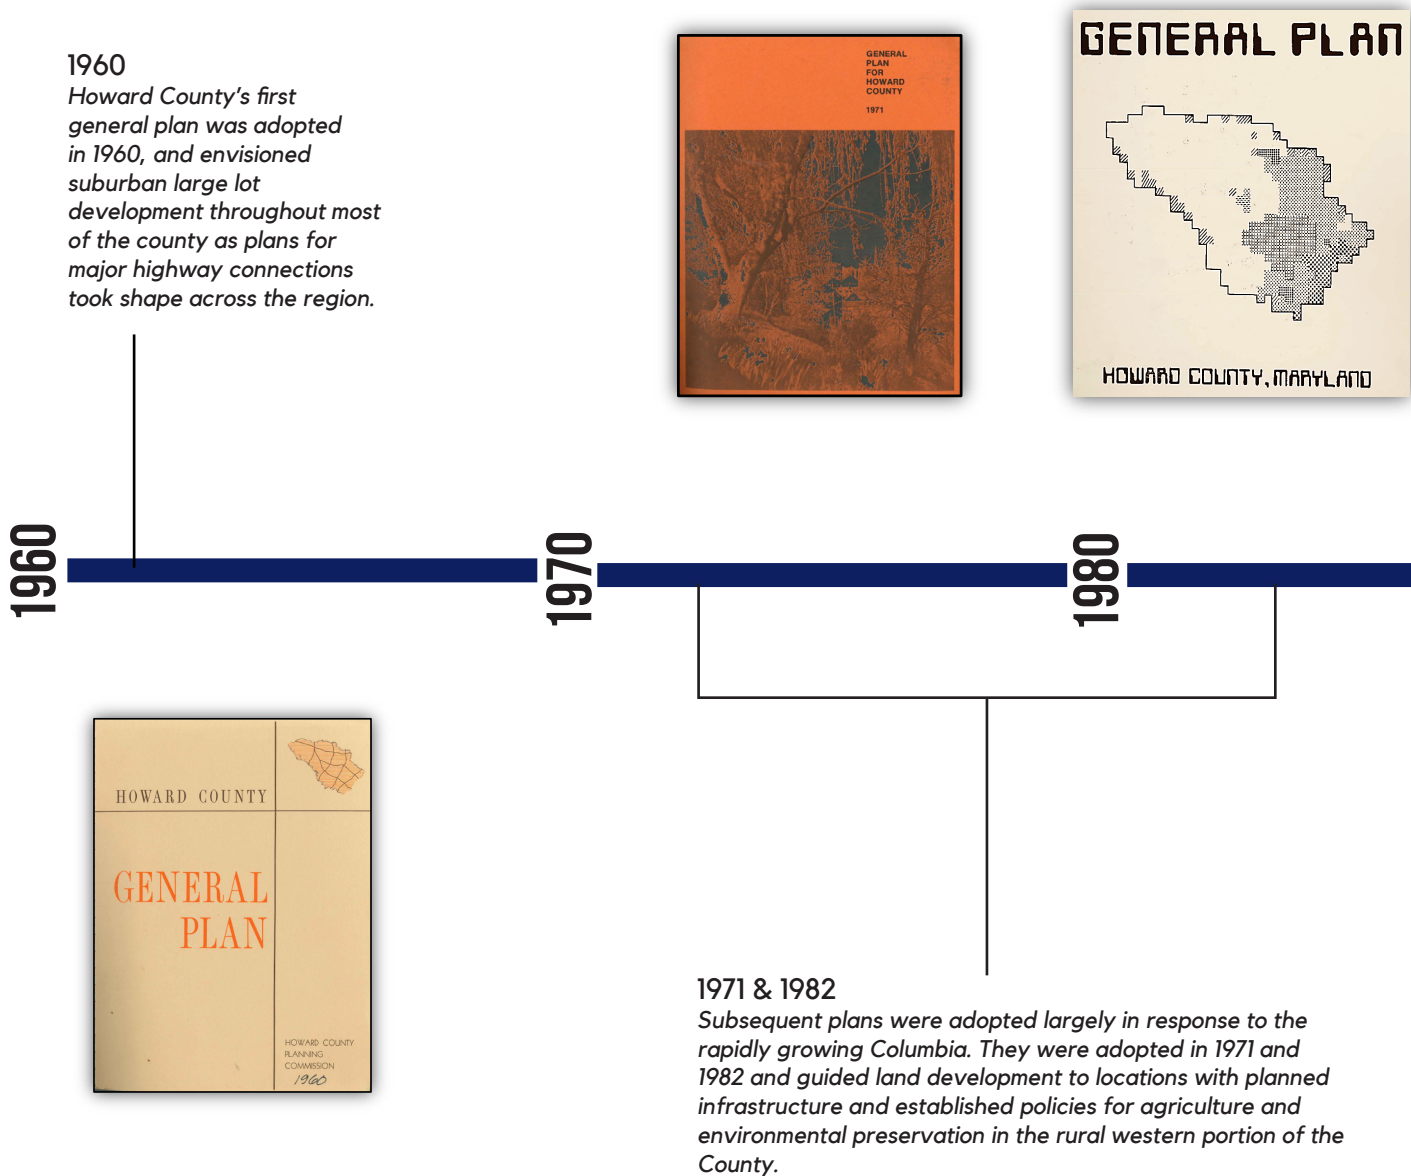 1960
Howard County’s first
general plan was adopted
in 1960, and envisioned
suburban large lot
development throughout most
of the county as plans for
major highway connections
took shape across the region.
GENERAL
PLAN
FOR
HOWARD
COUNTY
1971
GENERAL PLAN
HOWARD COUNTY, MARYLAND
1960
1970
1980
HOWARD COUNTY
GENERAL
PLAN
HOWARD COUNTY
PLANNING
COMMISSION
1960
1971 & 1982
Subsequent plans were adopted largely in response to the
rapidly growing Columbia. They were adopted in 1971 and
1982 and guided land development to locations with planned
infrastructure and established policies for agriculture and
environmental preservation in the rural western portion of the
County.